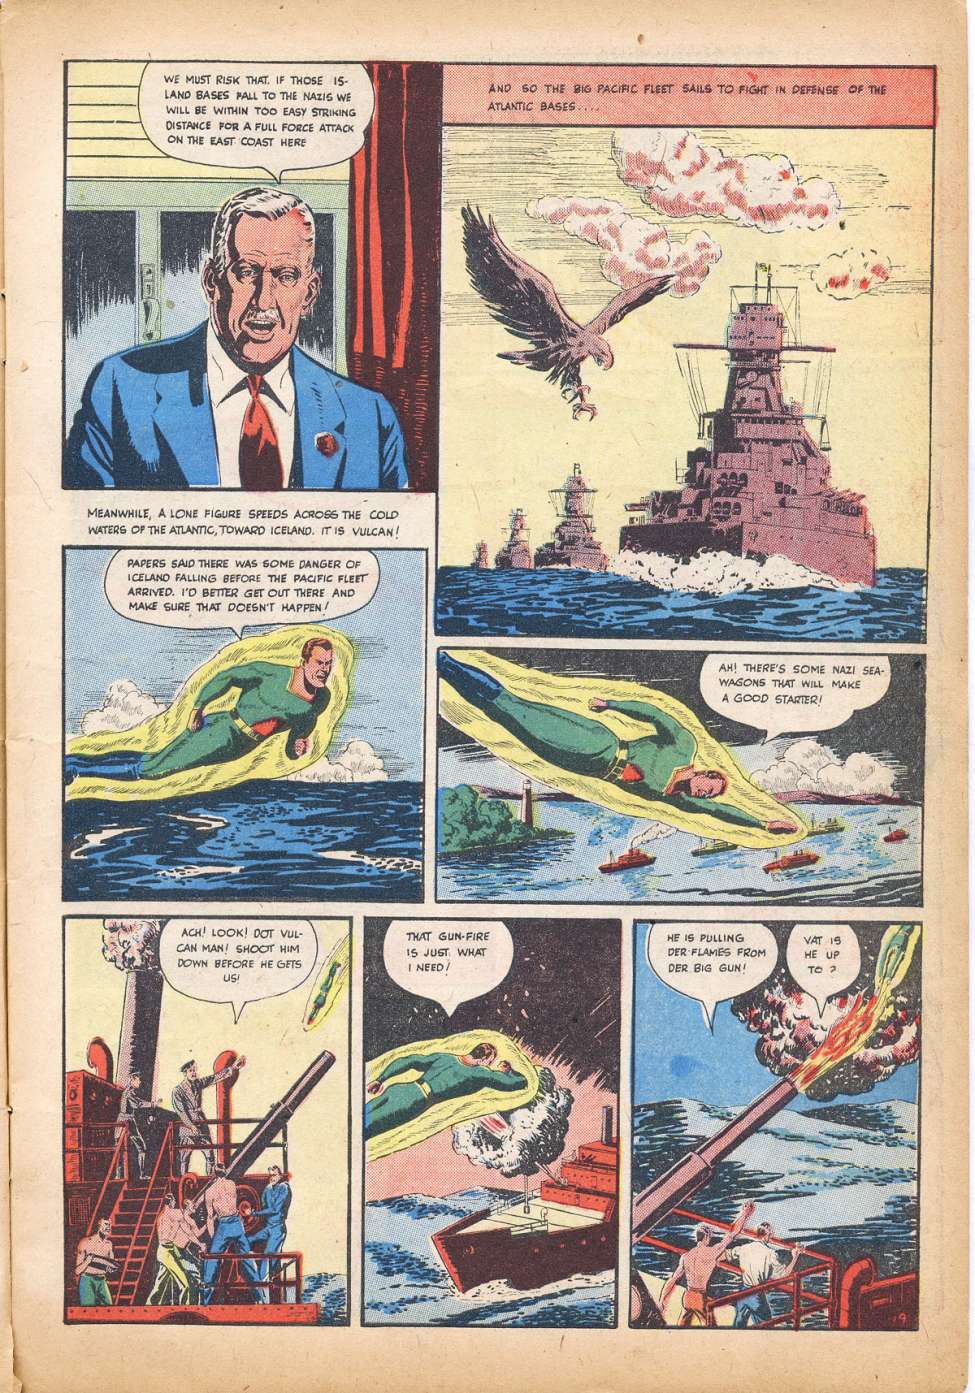 WE MUST RISK THAT. IF THOSE IS-
LAND BASES FALL TO THE NAZIS WE
WILL BE WITHIN TOO EASY STRIKING
DISTANCE FOR A FULL FORCE ATTACK
ON THE EAST COAST HERE
AND SO THE BIG PACIFIC FLEET SAILS TO FIGHT IN DEFENSE OF THE
ATLANTIC BASES....
MEANWHILE, A LONE FIGURE SPEEDS ACROSS THE COLD
WATERS OF THE ATLANTIC, TOWARD ICELAND. IT IS VULCAN!
PAPERS SAID THERE WAS SOME DANGER OF
ICELAND FALLING BEFORE THE PACIFIC FLEET
ARRIVED. I'D BETTER GET OUT THERE AND
MAKE SURE THAT DOESN'T HAPPEN!
AH! THERE'S SOME NAZI SEA-
WAGONS THAT WILL MAKE
A GOOD STARTER!
ACH! LOOK! DOT VUL-
CAN MAN! SHOOT HIM
DOWN BEFORE HE GETS
US!
THAT GUN-FIRE
IS JUST WHAT
I NEED!
HE IS PULLING
DER FLAMES FROM
DER BIG GUN!
VAT IS
HE UP
TO?
19